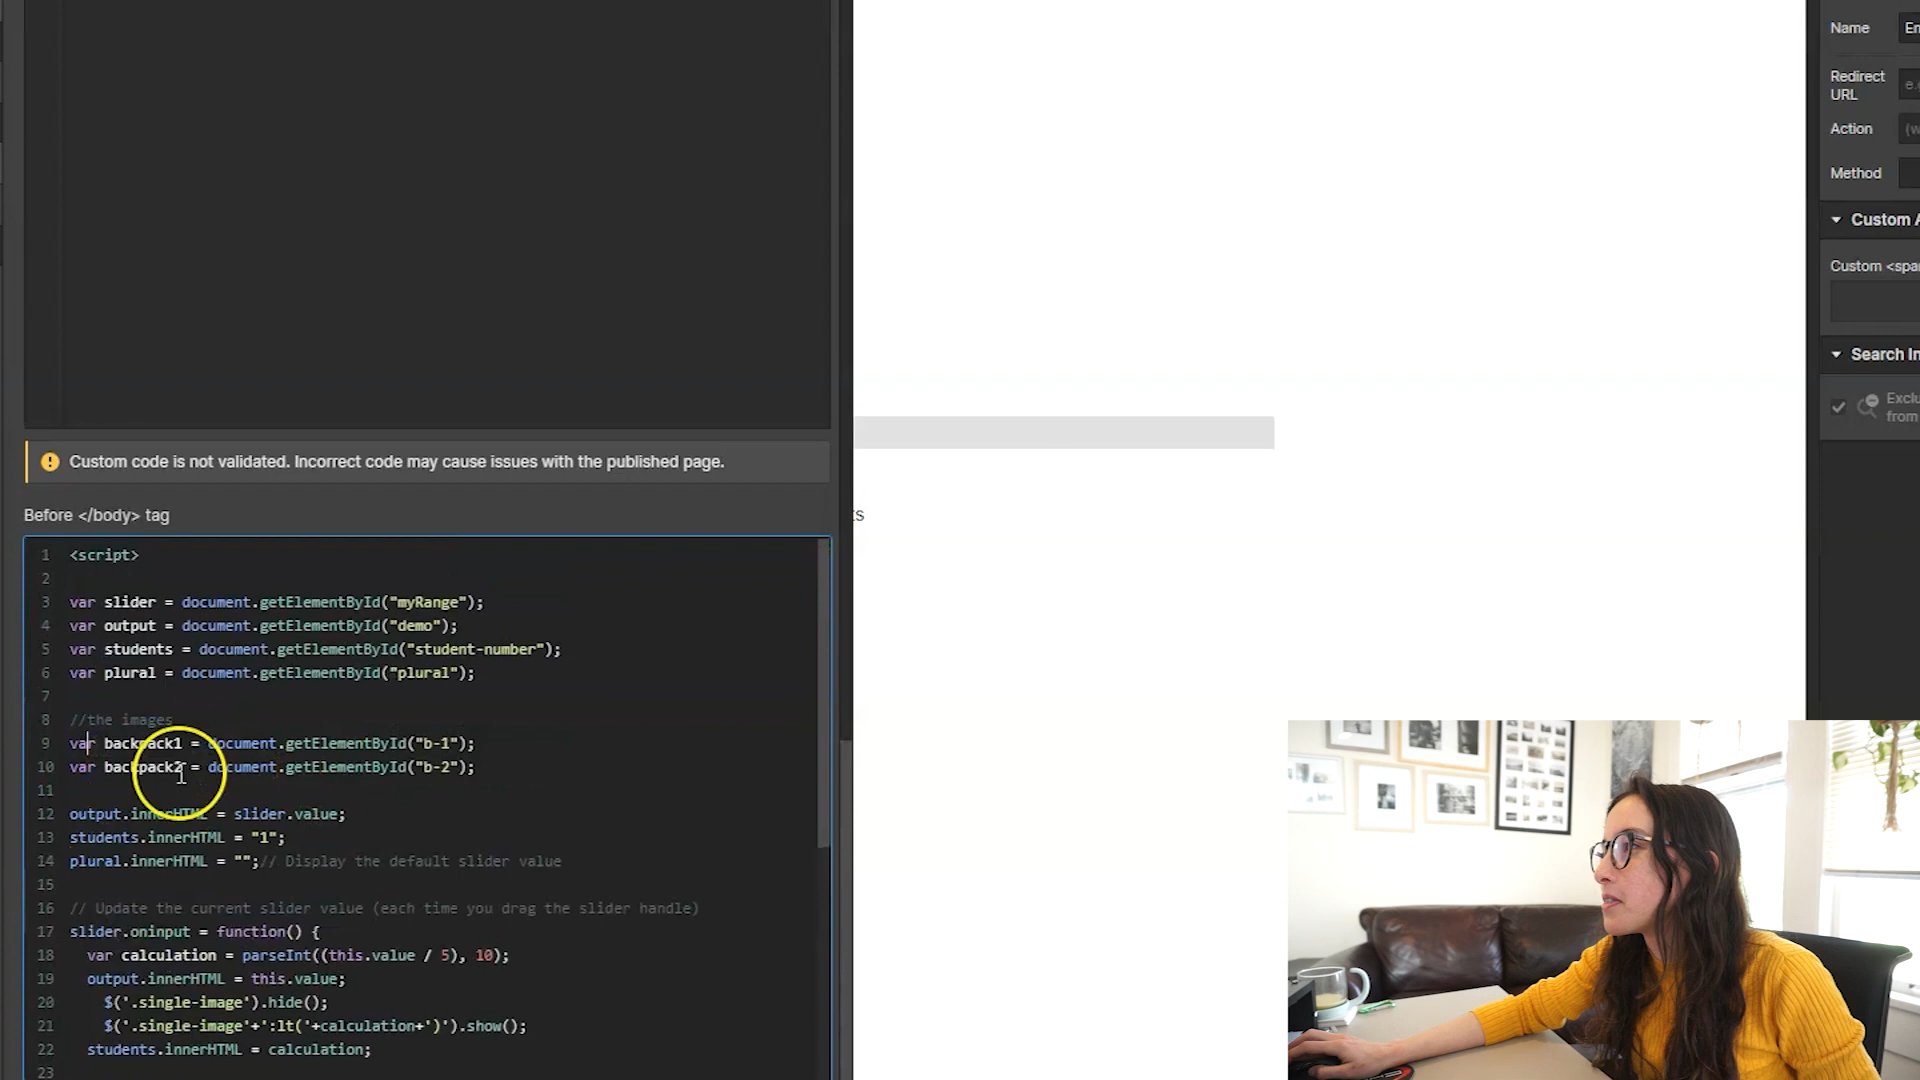 Name
En
Redirect
URL
e.
Action
(w
Method
Custom A
Custom <spa
Search In
Exclu
from
Custom code is not validated. Incorrect code may cause issues with the published page.
Before </body> tag
ts
1 <script>
2
3 var slider = document.getElementById("myRange");
4 var output = document.getElementById("demo");
5 var students = document.getElementById("student-number");
6 var plural = document.getElementById("plural");
7
8 //the images
9 var backpack1 = document.getElementById("b-1");
10 var backpack2 = document.getElementById("b-2");
11
12 output.innerHTML = slider.value;
13 students.innerHTML = "1";
14 plural.innerHTML = "";// Display the default slider value
15
16 // Update the current slider value (each time you drag the slider handle)
17 slider.oninput = function() {
18 var calculation = parseInt((this.value / 5), 10);
19 output.innerHTML = this.value;
20 $('.single-image').hide();
21 $('.single-image'+':lt('+calculation+')').show();
22 students.innerHTML = calculation;
23